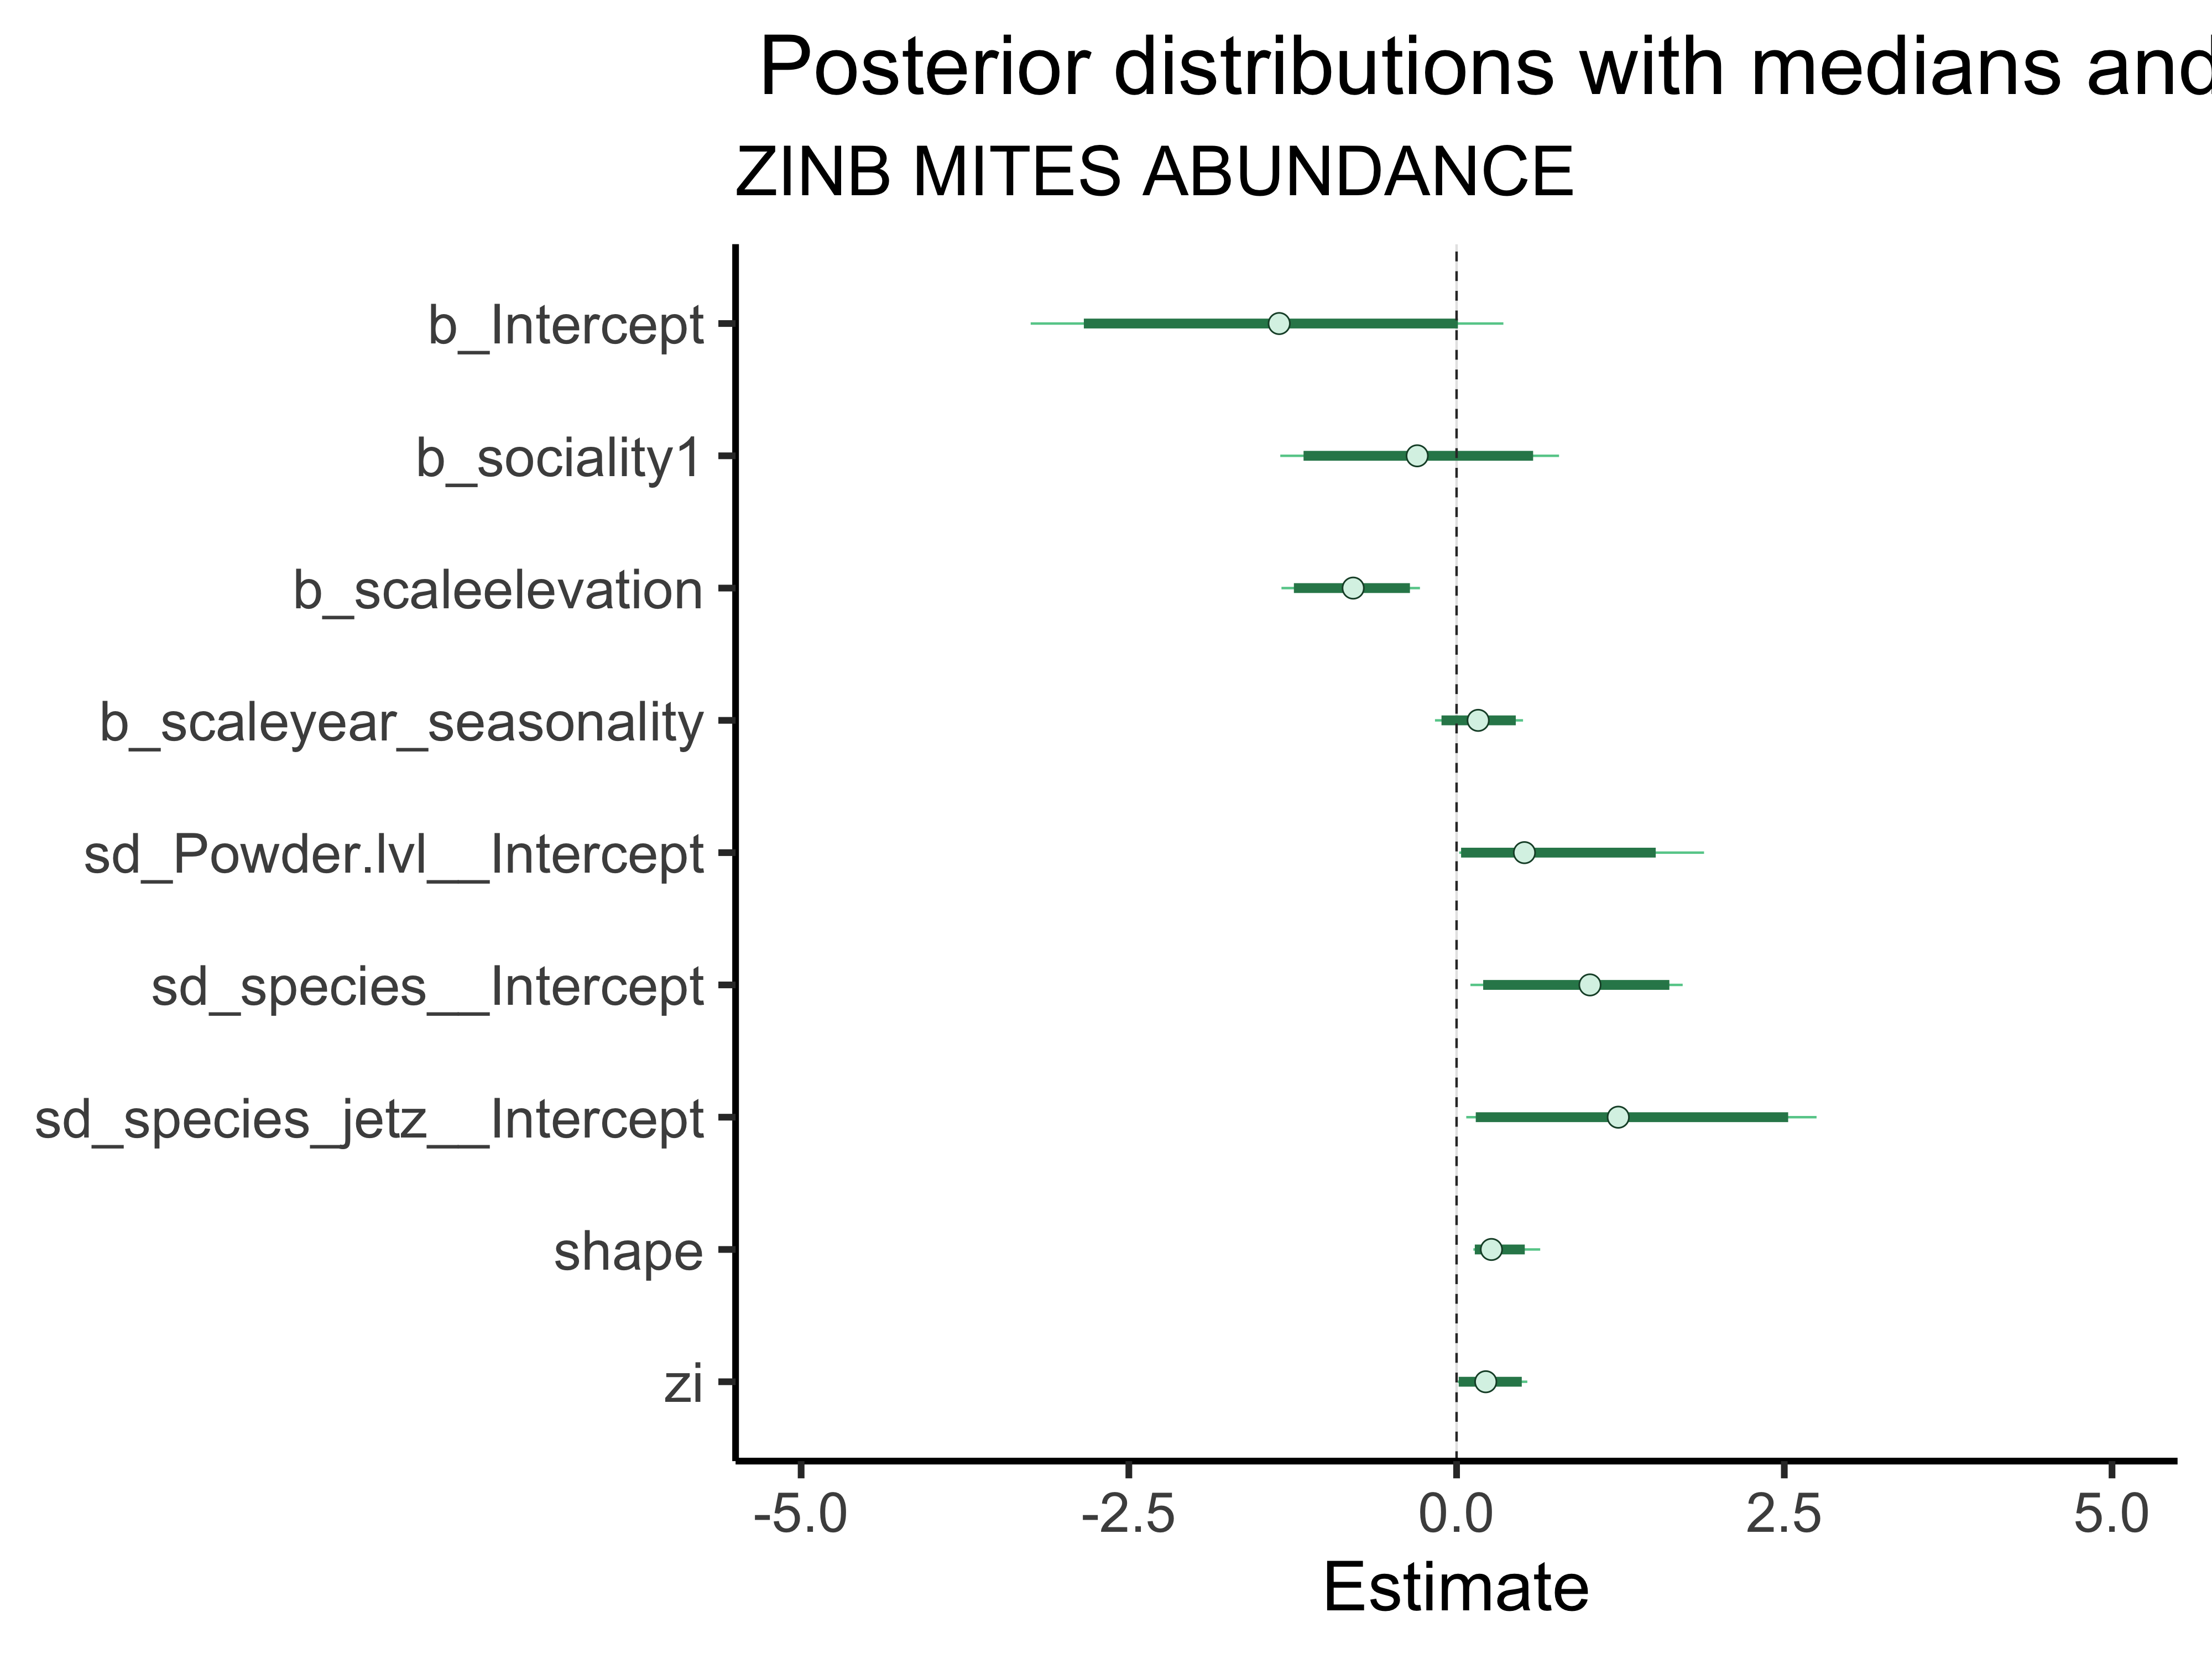 Posterior distributions with medians and
ZINB MITES ABUNDANCE
b_Intercept
b_sociality1
b_scaleelevation
b_scaleyear_seasonality
sd_Powder.lvl__Intercept
sd_species__Intercept
sd_species_jetz__Intercept
shape
zi
-5.0 -2.5 0.0 2.5 5.0
Estimate